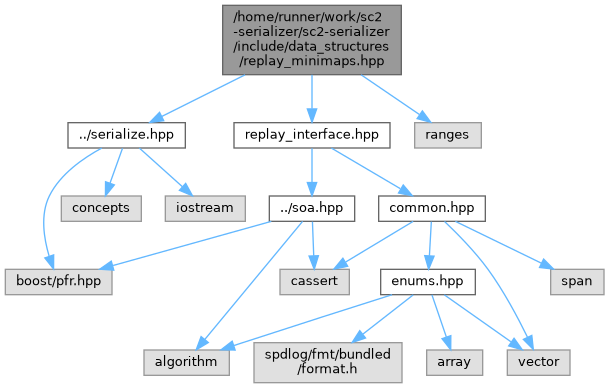 /home/runner/work/sc2
-serializer/sc2-serializer
/include/data_structures
/replay_minimaps.hpp
../serialize.hpp
replay_interface.hpp
ranges
concepts
iostream
../soa.hpp
common.hpp
boost/pfr.hpp
cassert
enums.hpp
span
algorithm
spdlog/fmt/bundled
/format.h
array
vector